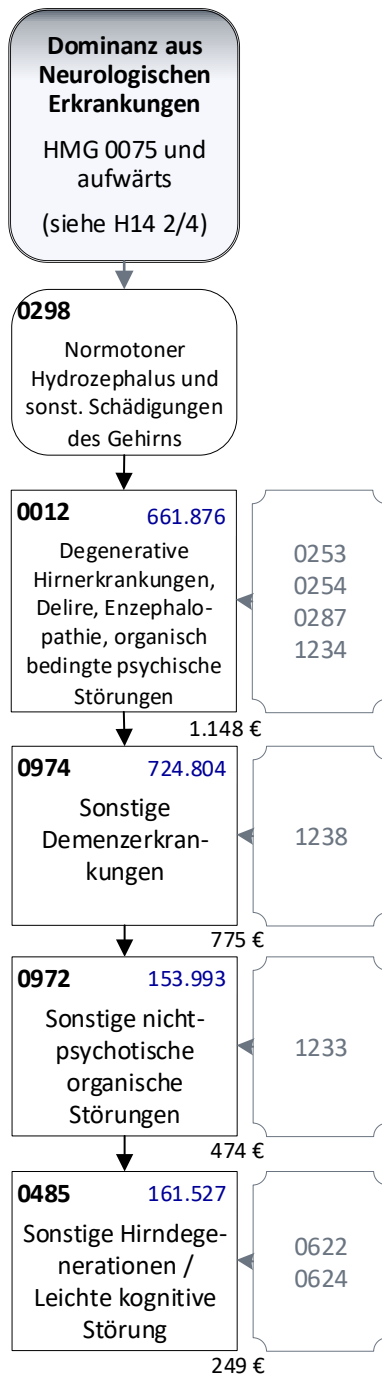 Dominanz aus
Neurologischen
Erkrankungen
HMG 0075 und
aufwärts
(siehe H14 2/4)
0298
Normotoner
Hydrozephalus und
sonst. Schädigungen
des Gehirns
0012 661.876
Degenerative
Hirnerkrankungen,
Delire, Enzephalo-
pathie, organisch
bedingte psychische
Störungen
0253
0254
0287
1234
1.148 €
0974 724.804
Sonstige
Demenzerkran-
kungen
1238
775 €
0972 153.993
Sonstige nicht-
psychotische
organische
Störungen
1233
474 €
0485 161.527
Sonstige Hirndege-
nerationen /
Leichte kognitive
Störung
0622
0624
249 €